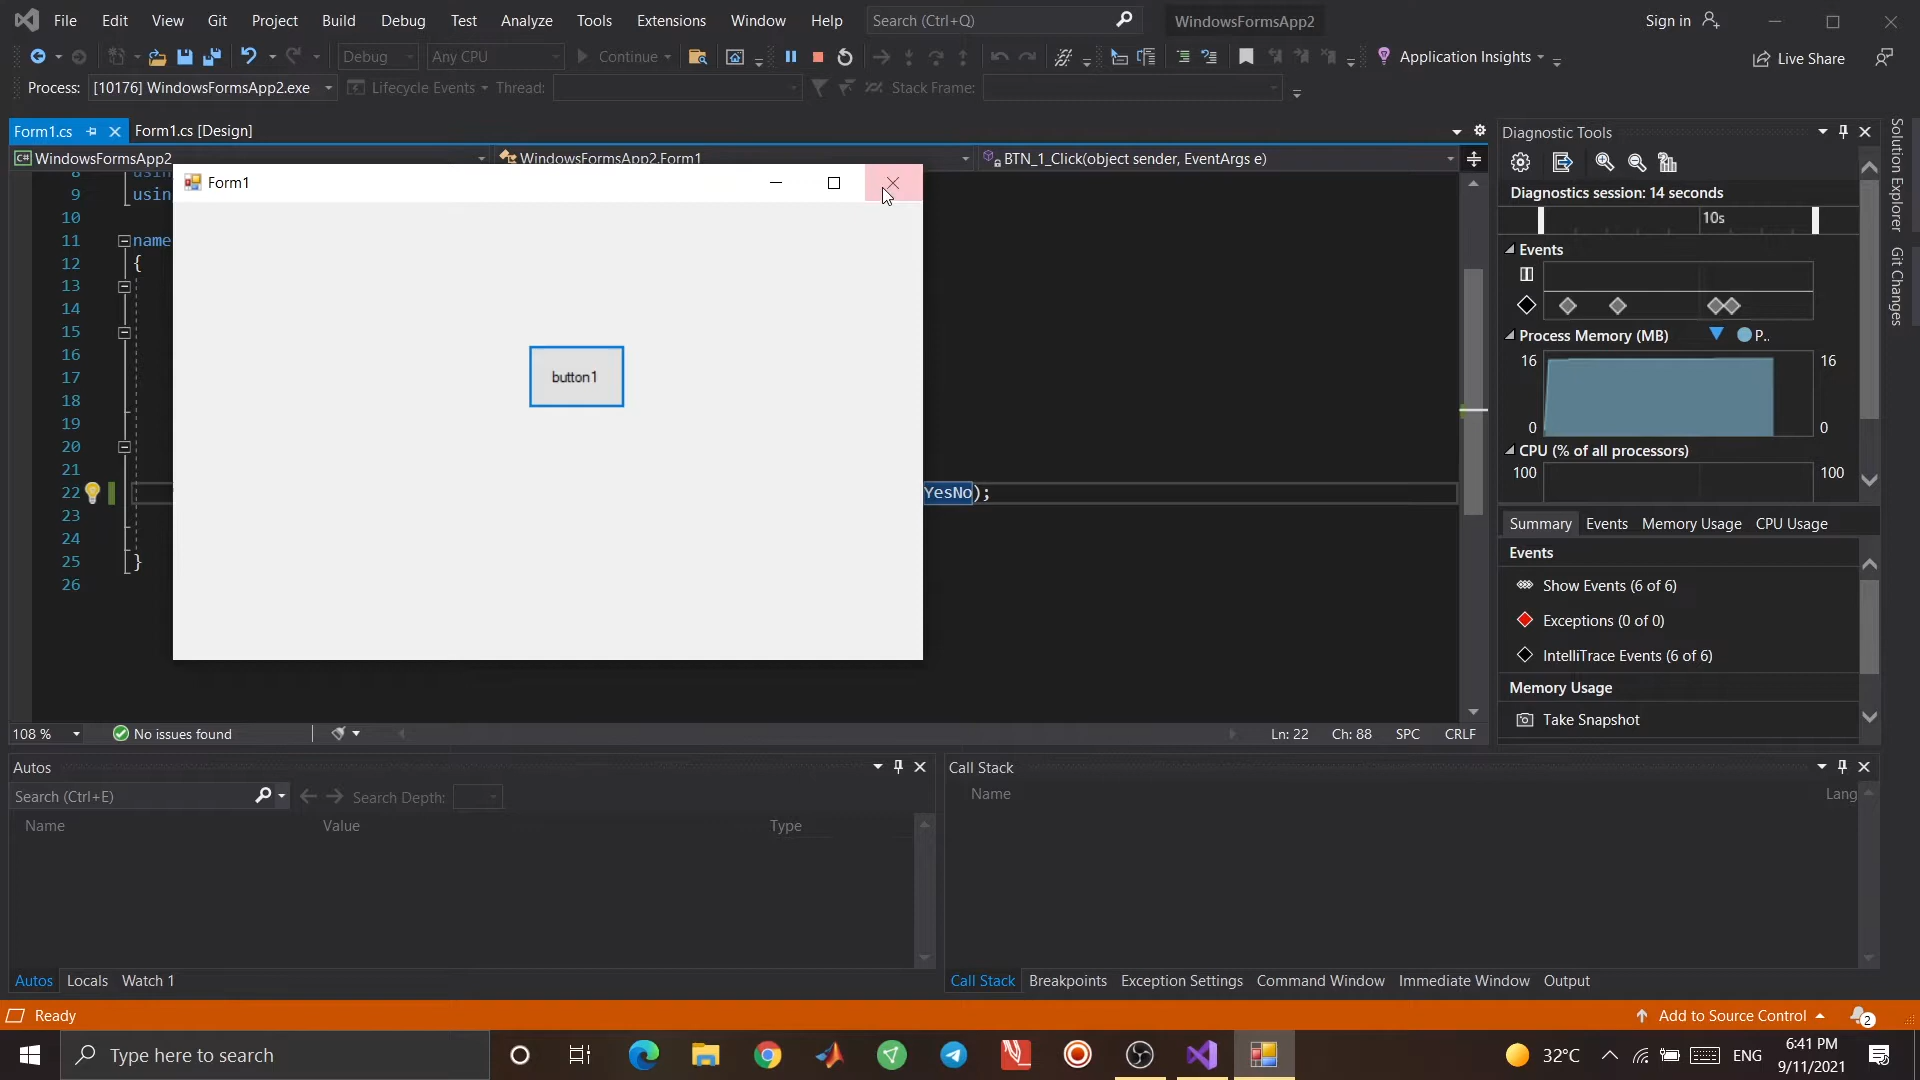 File Edit View Git Project Build Debug Test Analyze Tools Extensions Window Help Search (Ctrl+Q) WindowsFormsApp2 Sign in
Debug Any CPU Continue Application Insights Live Share
Process: [10176] WindowsFormsApp2.exe Lifecycle Events Thread: Stack Frame:
Form1.cs Form1.cs [Design]
WindowsFormsApp2 WindowsFormsApp2.Form1 BTN_1_Click(object sender, EventArgs e)
Form1
8 usin
9 usin
10
11 name
12 {
13
14
15
16
17
18
19
20
21
22 YesNo);
23
24
25 }
26
button1
108 % No issues found Ln: 22 Ch: 88 SPC CRLF
Diagnostic Tools
Diagnostics session: 14 seconds
10s
Events
Process Memory (MB) P..
16 16
0 0
CPU (% of all processors)
100 100
Summary Events Memory Usage CPU Usage
Events
Show Events (6 of 6)
Exceptions (0 of 0)
IntelliTrace Events (6 of 6)
Memory Usage
Take Snapshot
Solution Explorer
Git Changes
Autos
Search (Ctrl+E) Search Depth:
Name Value Type
Autos Locals Watch 1
Call Stack
Name Lang
Call Stack Breakpoints Exception Settings Command Window Immediate Window Output
Ready Add to Source Control 2
Type here to search 32°C ENG 6:41 PM
9/11/2021